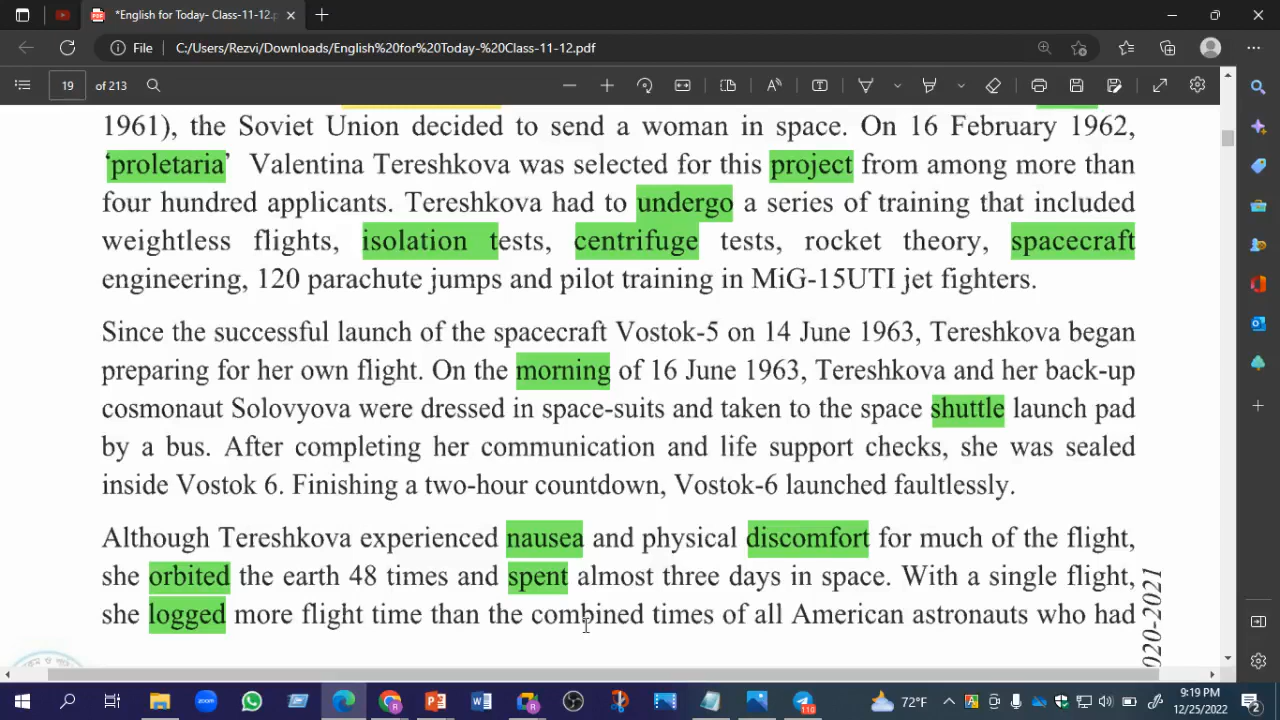 *English for Today- Class-11-12.p
File C:/Users/Rezvi/Downloads/English%20for%20Today-%20Class-11-12.pdf
19 of 213
1961), the Soviet Union decided to send a woman in space. On 16 February 1962,
‘proletaria’ Valentina Tereshkova was selected for this project from among more than
four hundred applicants. Tereshkova had to undergo a series of training that included
weightless flights, isolation tests, centrifuge tests, rocket theory, spacecraft
engineering, 120 parachute jumps and pilot training in MiG-15UTI jet fighters.
Since the successful launch of the spacecraft Vostok-5 on 14 June 1963, Tereshkova began
preparing for her own flight. On the morning of 16 June 1963, Tereshkova and her back-up
cosmonaut Solovyova were dressed in space-suits and taken to the space shuttle launch pad
by a bus. After completing her communication and life support checks, she was sealed
inside Vostok 6. Finishing a two-hour countdown, Vostok-6 launched faultlessly.
Although Tereshkova experienced nausea and physical discomfort for much of the flight,
she orbited the earth 48 times and spent almost three days in space. With a single flight,
she logged more flight time than the combined times of all American astronauts who had
020-2021
zoom
116
72°F
9:19 PM
12/25/2022
2